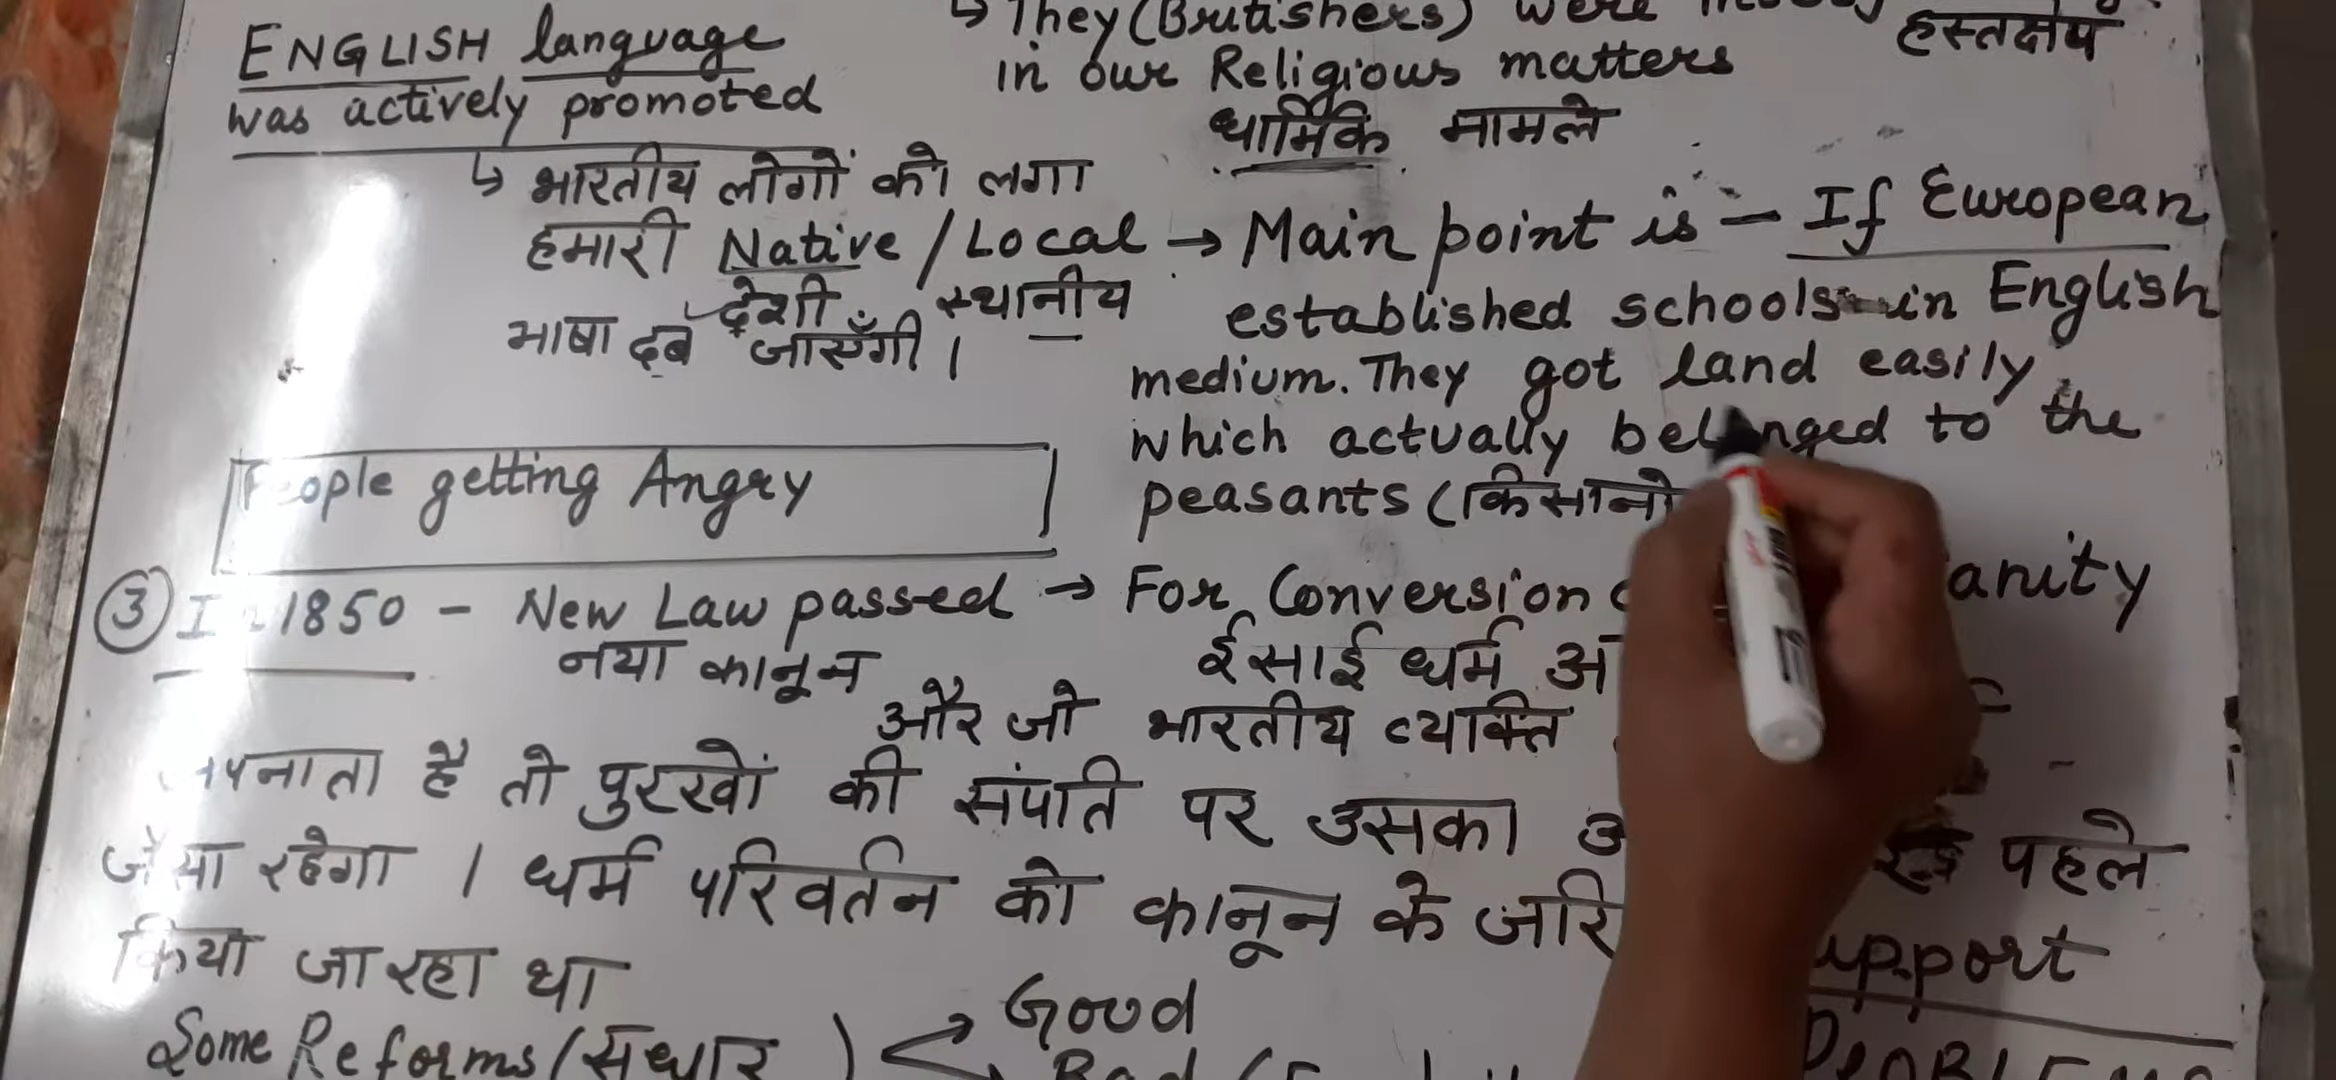 ENGLISH language
was actively promoted
↳ भारतीय लोगों को लगा
हमारी Native / Local
देशी स्थानीय
भाषा दब जाएँगी।
↳ They (Britishers) were
हस्तक्षेप
in our Religious matters
धार्मिक मामले
→ Main point is - If European
established schools in English
medium. They got land easily
which actually belonged to the
peasants (किसानो
People getting Angry
③ In 1850 - New Law passed → For Conversion
नया कानून ईसाई धर्म
और जो भारतीय व्यक्ति
अपनाता है तो पुरखों की संपति पर उसका पहले
जैसा रहेगा। धर्म परिवर्तन को कानून के जरि
support
किया जा रहा था
Some Reforms (सुधार) Good
Bad
PROBLEMS